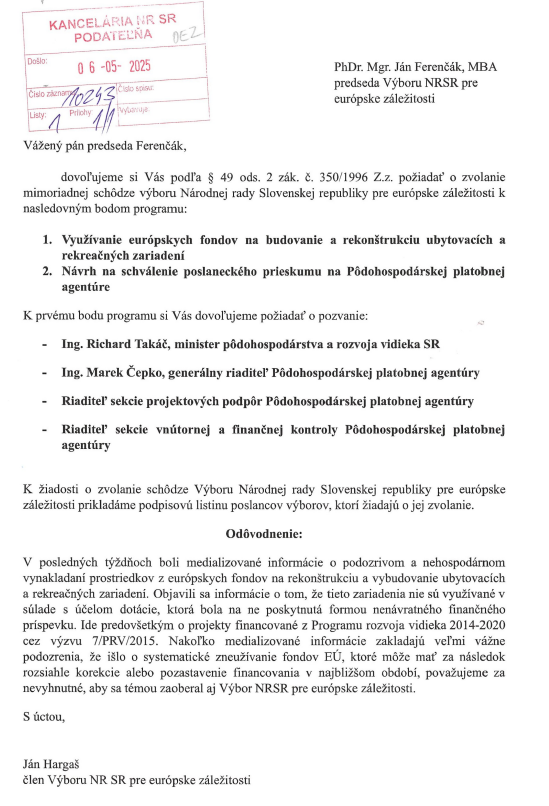 KANCELÁRIA NR SR
PODATEĽŇA
DEZ
Došlo:
06-05-2025
Číslo záznamu:
10243
Číslo spisu:
Listy:
1
Prílohy:
1/1
Vybavuje:
PhDr. Mgr. Ján Ferenčák, MBA
predseda Výboru NRSR pre
európske záležitosti
Vážený pán predseda Ferenčák,
dovoľujeme si Vás podľa § 49 ods. 2 zák. č. 350/1996 Z.z. požiadať o zvolanie
mimoriadnej schôdze výboru Národnej rady Slovenskej republiky pre európske záležitosti k
nasledovným bodom programu:
1. Využívanie európskych fondov na budovanie a rekonštrukciu ubytovacích a
rekreačných zariadení
2. Návrh na schválenie poslaneckého prieskumu na Pôdohospodárskej platobnej
agentúre
K prvému bodu programu si Vás dovoľujeme požiadať o pozvanie:
- Ing. Richard Takáč, minister pôdohospodárstva a rozvoja vidieka SR
- Ing. Marek Čepko, generálny riaditeľ Pôdohospodárskej platobnej agentúry
- Riaditeľ sekcie projektových podpôr Pôdohospodárskej platobnej agentúry
- Riaditeľ sekcie vnútornej a finančnej kontroly Pôdohospodárskej platobnej
agentúry
K žiadosti o zvolanie schôdze Výboru Národnej rady Slovenskej republiky pre európske
záležitosti prikladáme podpisovú listinu poslancov výborov, ktorí žiadajú o jej zvolanie.
Odôvodnenie:
V posledných týždňoch boli medializované informácie o podozrivom a nehospodárnom
vynakladaní prostriedkov z európskych fondov na rekonštrukciu a vybudovanie ubytovacích
a rekreačných zariadení. Objavili sa informácie o tom, že tieto zariadenia nie sú využívané v
súlade s účelom dotácie, ktorá bola na ne poskytnutá formou nenávratného finančného
príspevku. Ide predovšetkým o projekty financované z Programu rozvoja vidieka 2014-2020
cez výzvu 7/PRV/2015. Nakoľko medializované informácie zakladajú veľmi vážne
podozrenia, že išlo o systematické zneužívanie fondov EÚ, ktoré môže mať za následok
rozsiahle korekcie alebo pozastavenie financovania v najbližšom období, považujeme za
nevyhnutné, aby sa témou zaoberal aj Výbor NRSR pre európske záležitosti.
S úctou,
Ján Hargaš
člen Výboru NR SR pre európske záležitosti